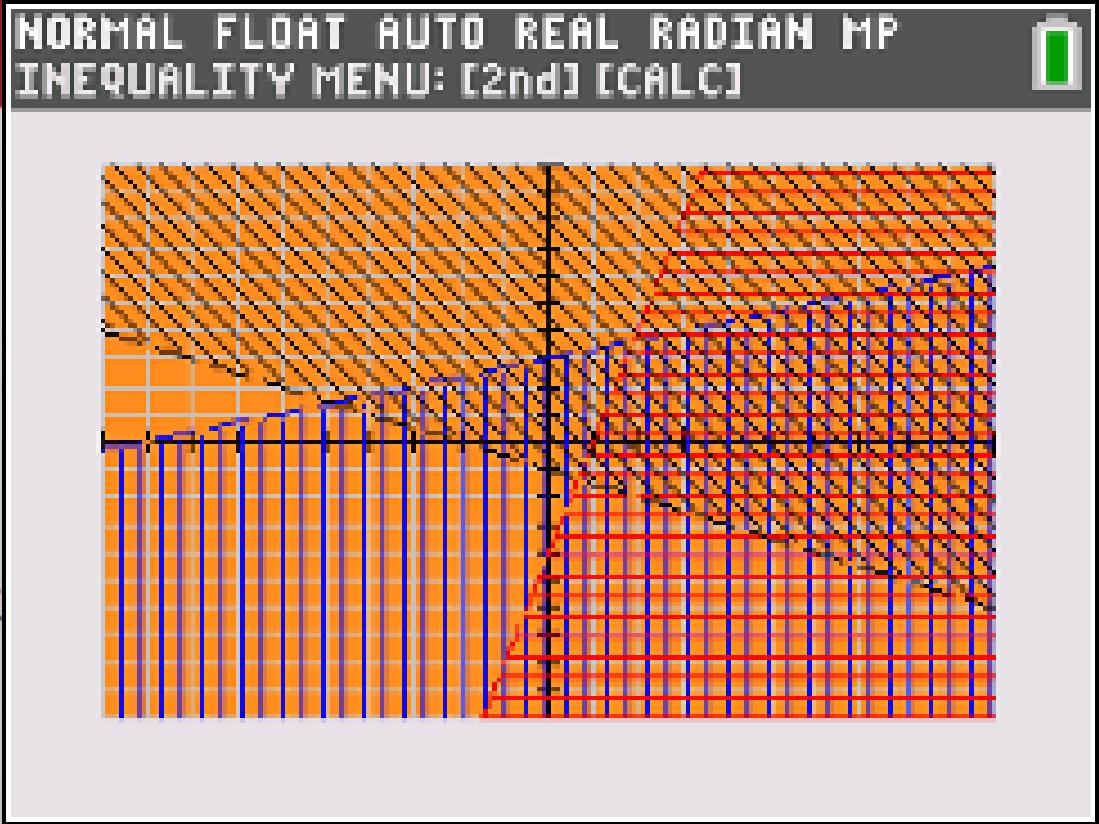 NORMAL FLOAT AUTO REAL RADIAN MP
INEQUALITY MENU: [2nd] [CALC]